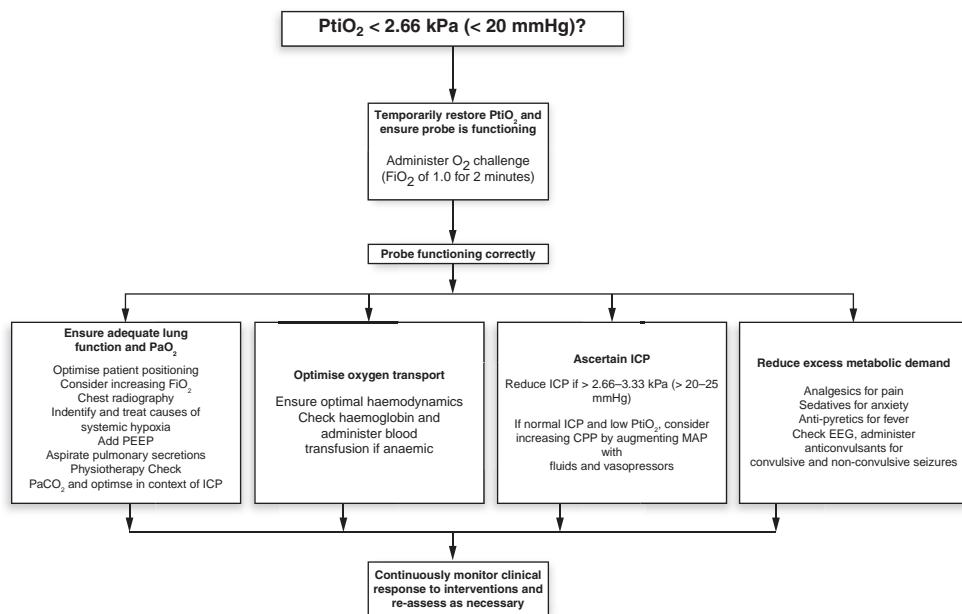 PtiO₂ < 2.66 kPa (< 20 mmHg)?
Temporarily restore PtiO₂ and
ensure probe is functioning
Administer O₂ challenge
(FiO₂ of 1.0 for 2 minutes)
Probe functioning correctly
Ensure adequate lung
function and PaO₂
Optimise patient positioning
Consider increasing FiO₂
Chest radiography
Indentify and treat causes of
systemic hypoxia
Add PEEP
Aspirate pulmonary secretions
Physiotherapy Check
PaCO₂ and optimse in context of ICP
Optimise oxygen transport
Ensure optimal haemodynamics
Check haemoglobin and
administer blood
transfusion if anaemic
Ascertain ICP
Reduce ICP if > 2.66–3.33 kPa (> 20–25
mmHg)
If normal ICP and low PtiO₂, consider
increasing CPP by augmenting MAP
with
fluids and vasopressors
Reduce excess metabolic demand
Analgesics for pain
Sedatives for anxiety
Anti-pyretics for fever
Check EEG, administer
anticonvulsants for
convulsive and non-convulsive seizures
Continuously monitor clinical
response to interventions and
re-assess as necessary